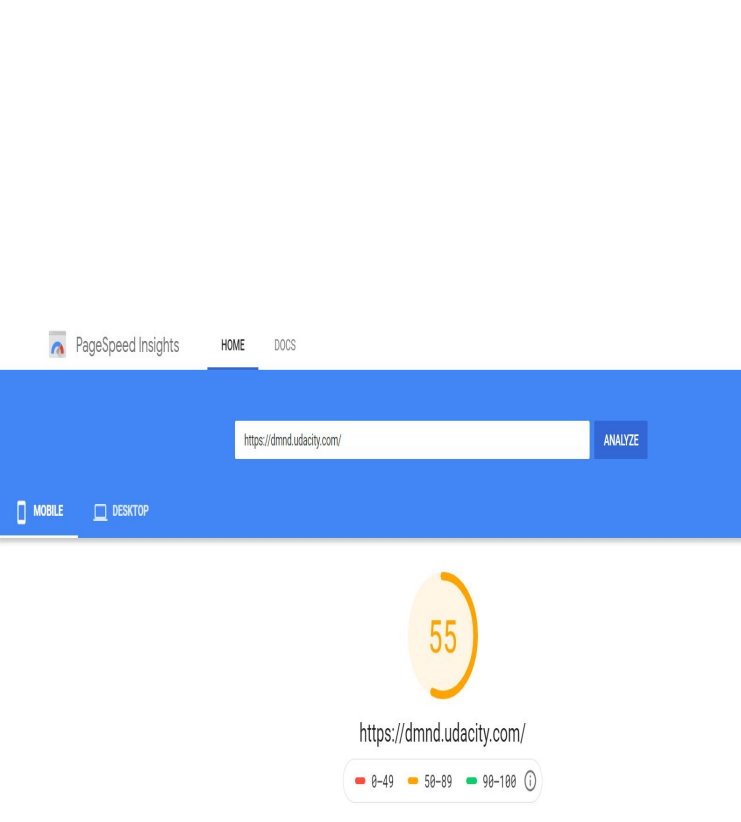 PageSpeed Insights HOME DOCS
https://dmnd.udacity.com/ ANALYZE
MOBILE DESKTOP
55
https://dmnd.udacity.com/
0–49 50–89 90–100